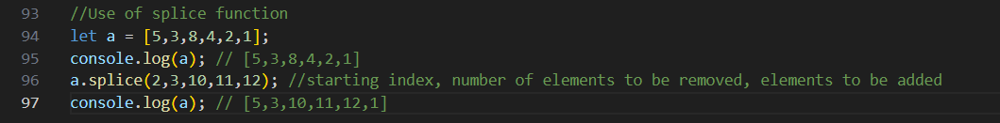 93 //Use of splice function
94 let a = [5,3,8,4,2,1];
95 console.log(a); // [5,3,8,4,2,1]
96 a.splice(2,3,10,11,12); //starting index, number of elements to be removed, elements to be added
97 console.log(a); // [5,3,10,11,12,1]